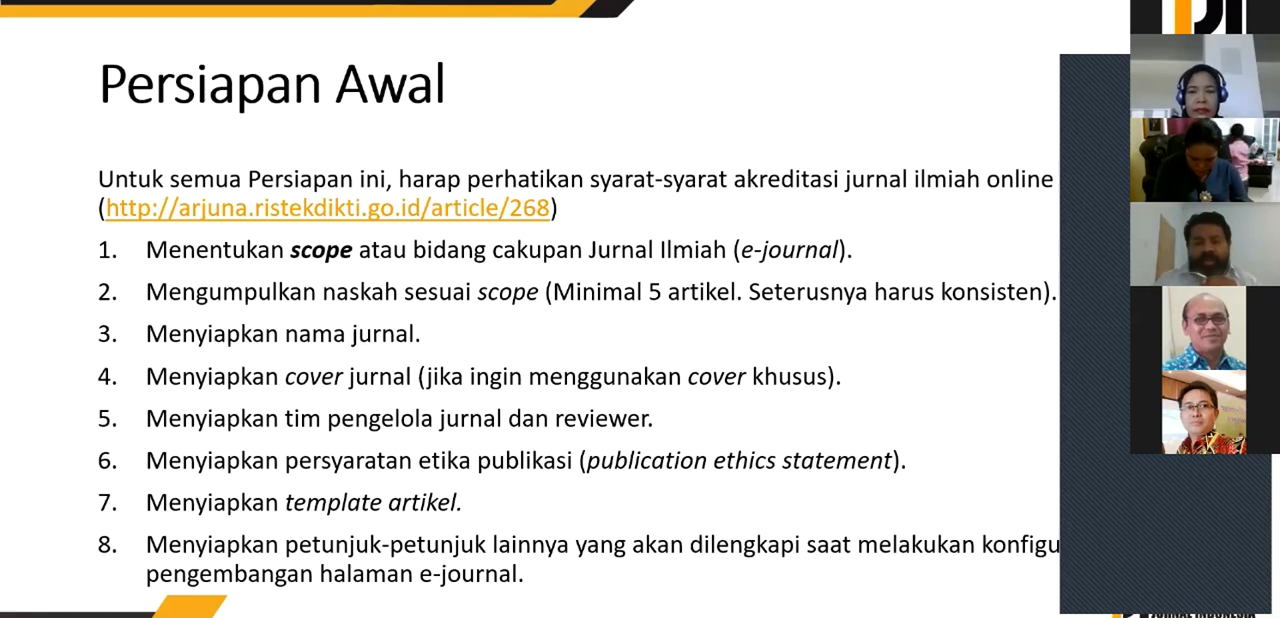 Persiapan Awal
Untuk semua Persiapan ini, harap perhatikan syarat-syarat akreditasi jurnal ilmiah online
(http://arjuna.ristekdikti.go.id/article/268)
1. Menentukan scope atau bidang cakupan Jurnal Ilmiah (e-journal).
2. Mengumpulkan naskah sesuai scope (Minimal 5 artikel. Seterusnya harus konsisten).
3. Menyiapkan nama jurnal.
4. Menyiapkan cover jurnal (jika ingin menggunakan cover khusus).
5. Menyiapkan tim pengelola jurnal dan reviewer.
6. Menyiapkan persyaratan etika publikasi (publication ethics statement).
7. Menyiapkan template artikel.
8. Menyiapkan petunjuk-petunjuk lainnya yang akan dilengkapi saat melakukan konfigu
pengembangan halaman e-journal.